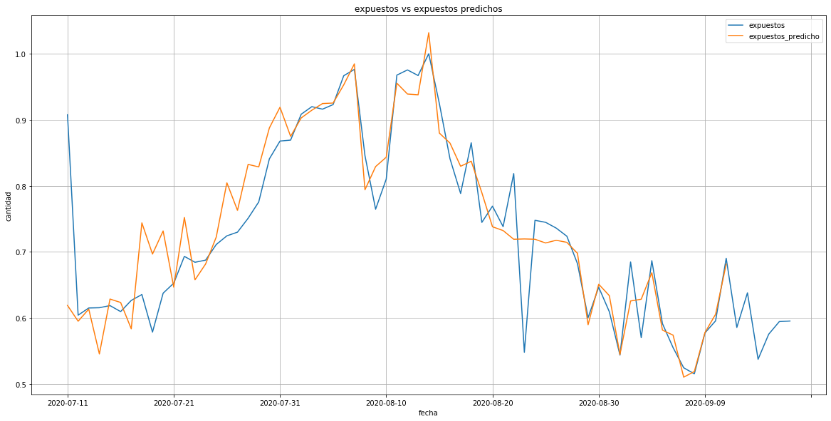 expuestos vs expuestos predichos
expuestos
expuestos_predicho
1.0
0.9
0.8
0.7
0.6
0.5
cantidad
2020-07-11
2020-07-21
2020-07-31
2020-08-10
2020-08-20
2020-08-30
2020-09-09
fecha